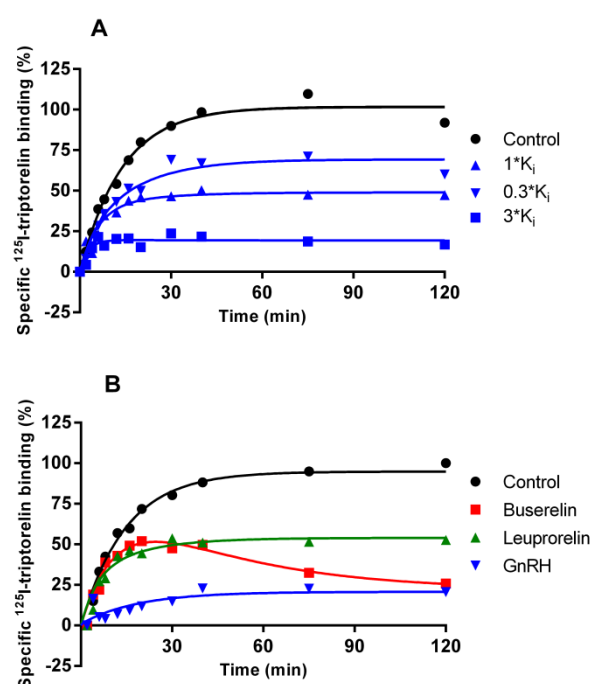 A
Specific ¹²⁵I-triptorelin binding (%)
125
100
75
50
25
0
-25
30
60
90
120
Time (min)
Control
1*Kᵢ
0.3*Kᵢ
3*Kᵢ
B
Specific ¹²⁵I-triptorelin binding (%)
125
100
75
50
25
0
-25
30
60
90
120
Time (min)
Control
Buserelin
Leuprorelin
GnRH